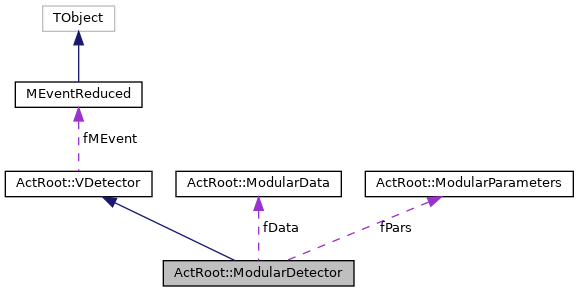 TObject
MEventReduced
fMEvent
ActRoot::VDetector
ActRoot::ModularData
ActRoot::ModularParameters
fData
fPars
ActRoot::ModularDetector